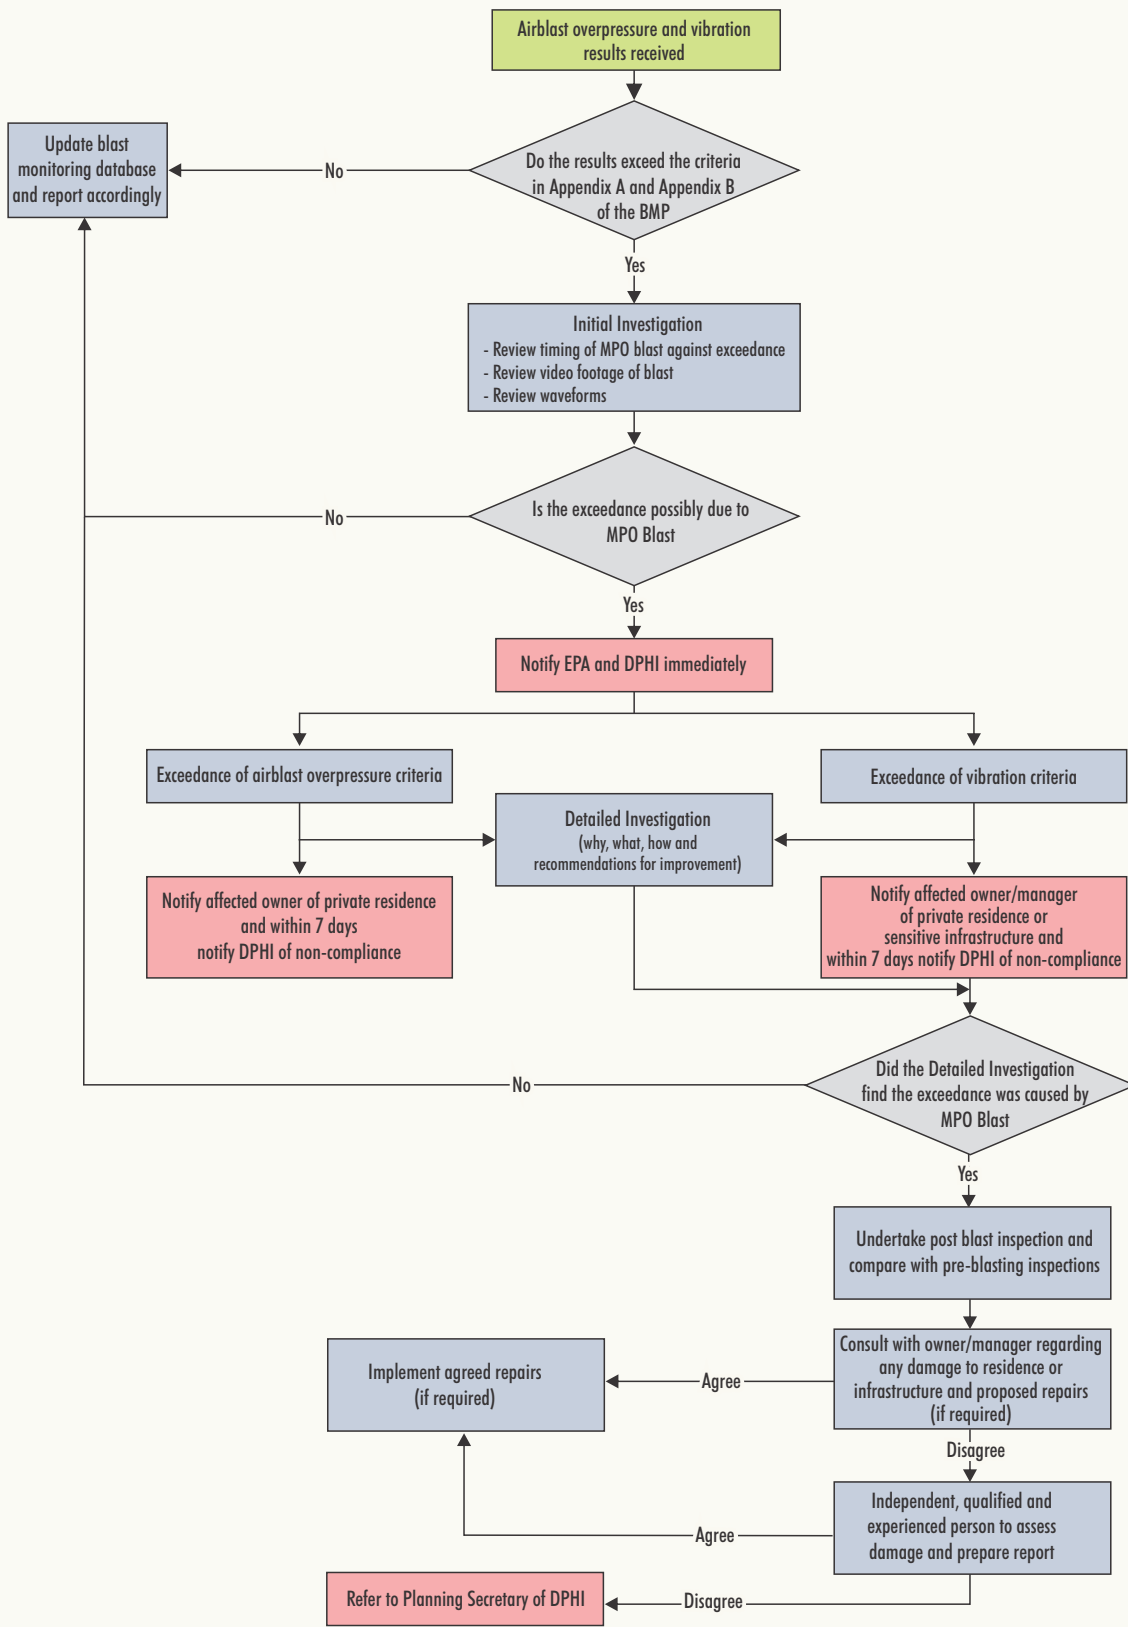 Airblast overpressure and vibration
results received
Update blast
monitoring database
and report accordingly
No
Do the results exceed the criteria
in Appendix A and Appendix B
of the BMP
Yes
Initial Investigation
- Review timing of MPO blast against exceedance
- Review video footage of blast
- Review waveforms
No
Is the exceedance possibly due to
MPO Blast
Yes
Notify EPA and DPHI immediately
Exceedance of airblast overpressure criteria
Exceedance of vibration criteria
Detailed Investigation
(why, what, how and
recommendations for improvement)
Notify affected owner of private residence
and within 7 days
notify DPHI of non-compliance
Notify affected owner/manager
of private residence or
sensitive infrastructure and
within 7 days notify DPHI of non-compliance
No
Did the Detailed Investigation
find the exceedance was caused by
MPO Blast
Yes
Undertake post blast inspection and
compare with pre-blasting inspections
Consult with owner/manager regarding
any damage to residence or
infrastructure and proposed repairs
(if required)
Agree
Implement agreed repairs
(if required)
Disagree
Independent, qualified and
experienced person to assess
damage and prepare report
Agree
Disagree
Refer to Planning Secretary of DPHI